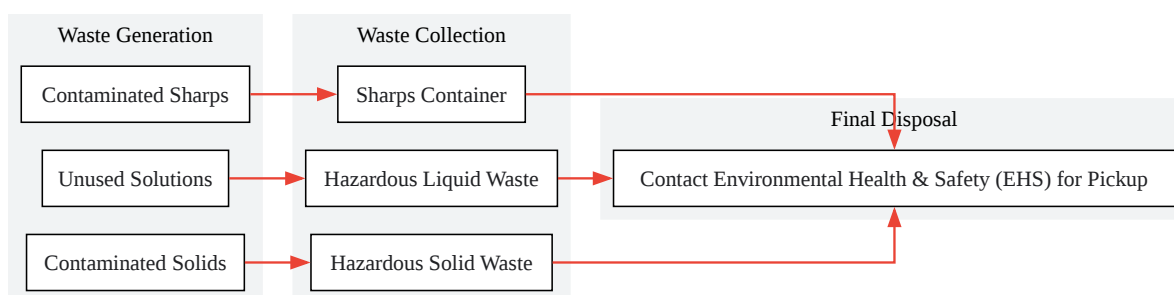 Waste Generation
Waste Collection
Contaminated Sharps
Sharps Container
Final Disposal
Unused Solutions
Hazardous Liquid Waste
Contact Environmental Health & Safety (EHS) for Pickup
Contaminated Solids
Hazardous Solid Waste